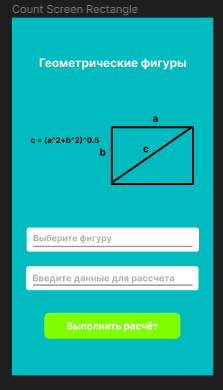 Count Screen Rectangle
Геометрические фигуры
a
c = (a^2+b^2)^0.5
b
c
Выберите фигуру
Введите данные для рассчета
Выполнить расчёт